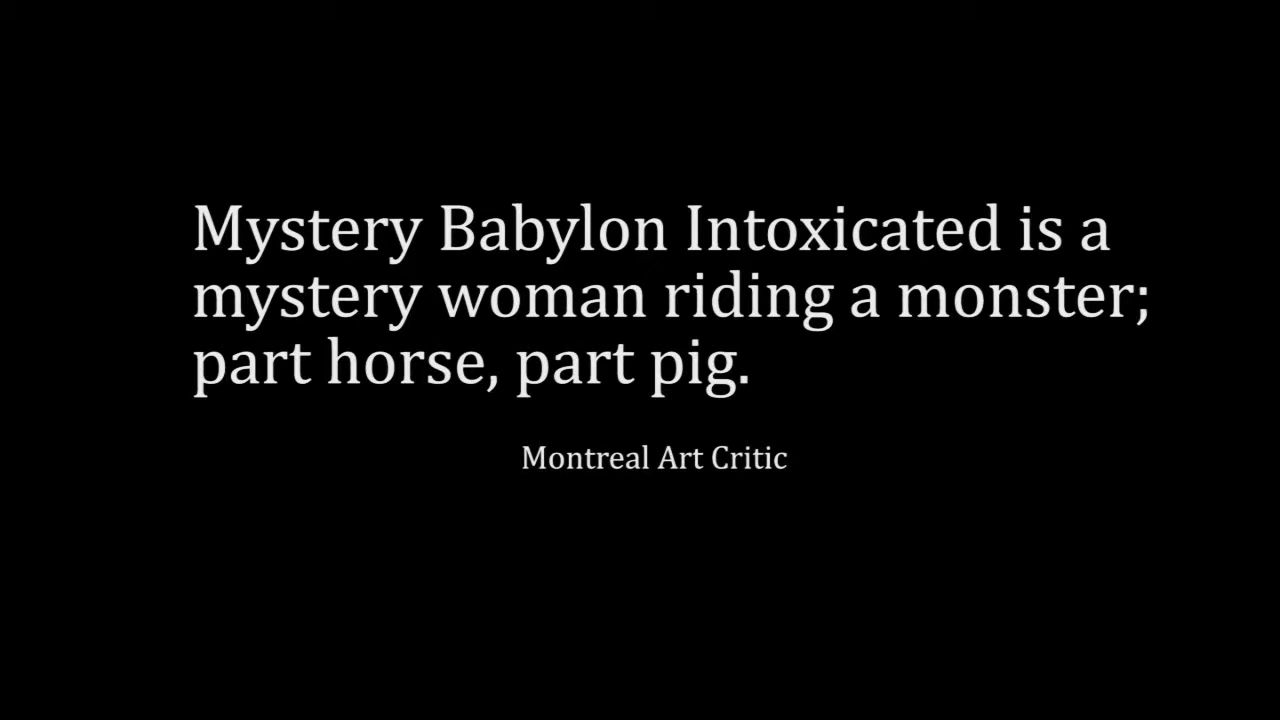 Mystery Babylon Intoxicated is a
mystery woman riding a monster;
part horse, part pig.
Montreal Art Critic